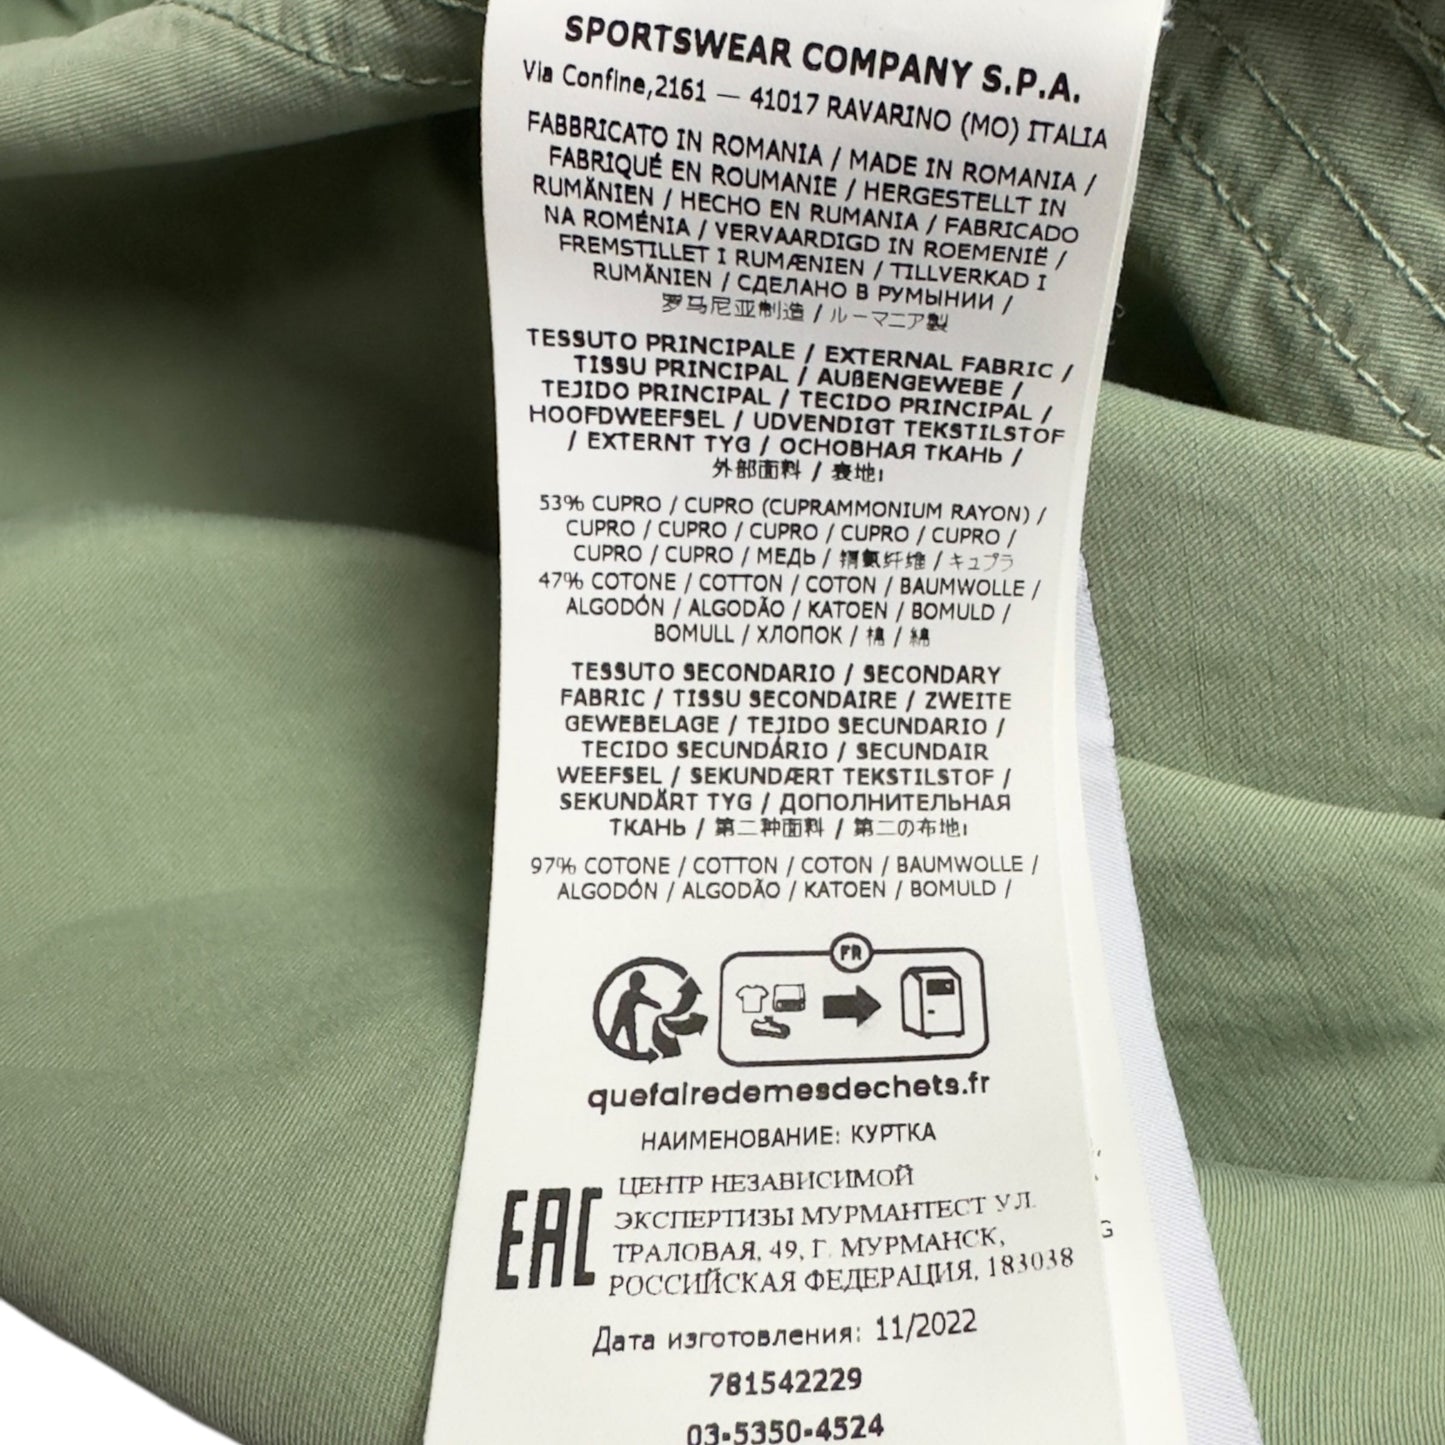 SPORTSWEAR COMPANY S.P.A.
Via Confine,2161 — 41017 RAVARINO (MO) ITALIA
FABBRICATO IN ROMANIA / MADE IN ROMANIA /
FABRIQUÉ EN ROUMANIE / HERGESTELLT IN
RUMÄNIEN / HECHO EN RUMANIA / FABRICADO
NA ROMÉNIA / VERVAARDIGD IN ROEMENIË /
FREMSTILLET I RUMÆNIEN / TILLVERKAD I
RUMÄNIEN / СДЕЛАНО В РУМЫНИИ /
罗马尼亚制造 / ルーマニア製
TESSUTO PRINCIPALE / EXTERNAL FABRIC /
TISSU PRINCIPAL / AUßENGEWEBE /
TEJIDO PRINCIPAL / TECIDO PRINCIPAL /
HOOFDWEEFSEL / UDVENDIGT TEKSTILSTOF
/ EXTERNT TYG / ОСНОВНАЯ ТКАНЬ /
外部面料 / 表地:
53% CUPRO / CUPRO (CUPRAMMONIUM RAYON) /
CUPRO / CUPRO / CUPRO / CUPRO / CUPRO /
CUPRO / CUPRO / МЕДЬ / 铜氨纤维 / キュプラ
47% COTONE / COTTON / COTON / BAUMWOLLE /
ALGODÓN / ALGODÃO / KATOEN / BOMULD /
BOMULL / ХЛОПОК / 棉 / 綿
TESSUTO SECONDARIO / SECONDARY
FABRIC / TISSU SECONDAIRE / ZWEITE
GEWEBELAGE / TEJIDO SECUNDARIO /
TECIDO SECUNDÁRIO / SECUNDAIR
WEEFSEL / SEKUNDÆRT TEKSTILSTOF /
SEKUNDÄRT TYG / ДОПОЛНИТЕЛЬНАЯ
ТКАНЬ / 第二种面料 / 第二の布地:
97% COTONE / COTTON / COTON / BAUMWOLLE /
ALGODÓN / ALGODÃO / KATOEN / BOMULD /
FR
quefairedemesdechets.fr
НАИМЕНОВАНИЕ: КУРТКА
EAC
ЦЕНТР НЕЗАВИСИМОЙ
ЭКСПЕРТИЗЫ МУРМАНТЕСТ УЛ.
ТРАЛОВАЯ, 49, Г. МУРМАНСК,
РОССИЙСКАЯ ФЕДЕРАЦИЯ, 183038
G
Дата изготовления: 11/2022
781542229
03-5350-4524